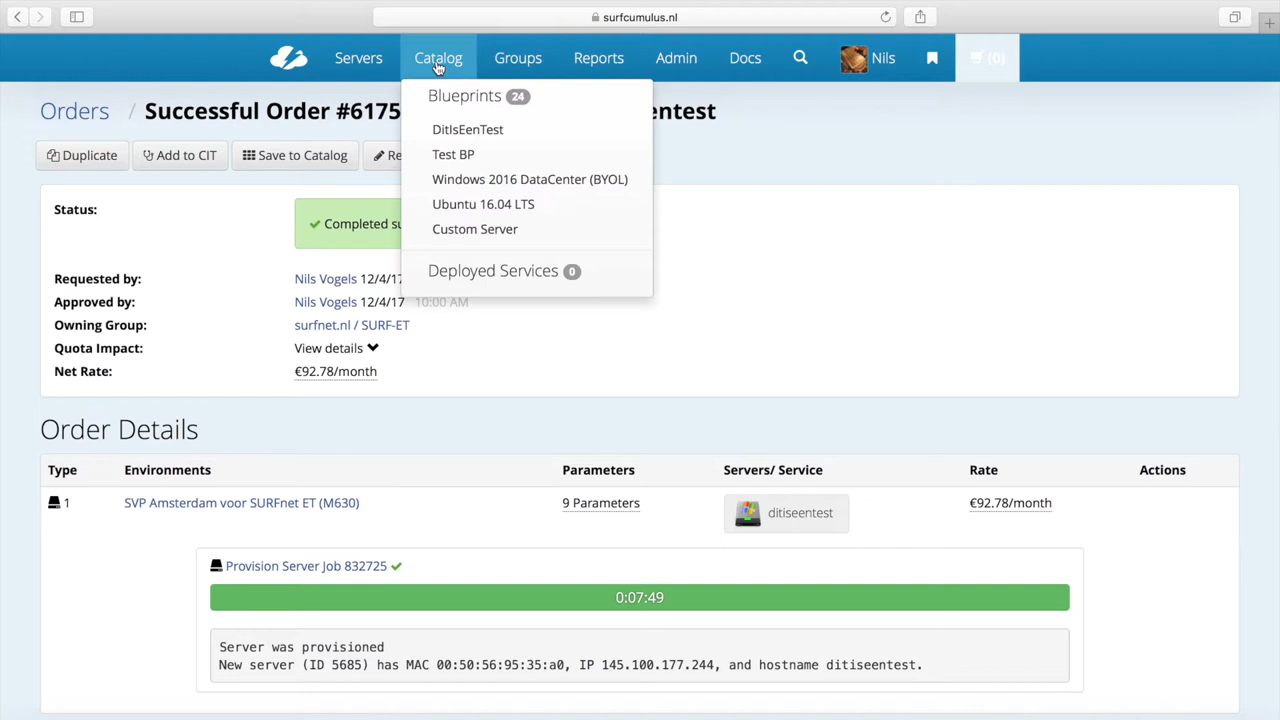 surfcumulus.nl
Servers Catalog Groups Reports Admin Docs Nils (0)
Orders / Successful Order #6175 entest
Blueprints 24
DitIsEenTest
Test BP
Windows 2016 DataCenter (BYOL)
Ubuntu 16.04 LTS
Custom Server
Deployed Services 0
Duplicate Add to CIT Save to Catalog Re
Status: Completed su
Requested by: Nils Vogels 12/4/17
Approved by: Nils Vogels 12/4/17 10:00 AM
Owning Group: surfnet.nl / SURF-ET
Quota Impact: View details
Net Rate: €92.78/month
Order Details
Type Environments Parameters Servers/ Service Rate Actions
1 SVP Amsterdam voor SURFnet ET (M630) 9 Parameters ditiseentest €92.78/month
Provision Server Job 832725
0:07:49
Server was provisioned
New server (ID 5685) has MAC 00:50:56:95:35:a0, IP 145.100.177.244, and hostname ditiseentest.